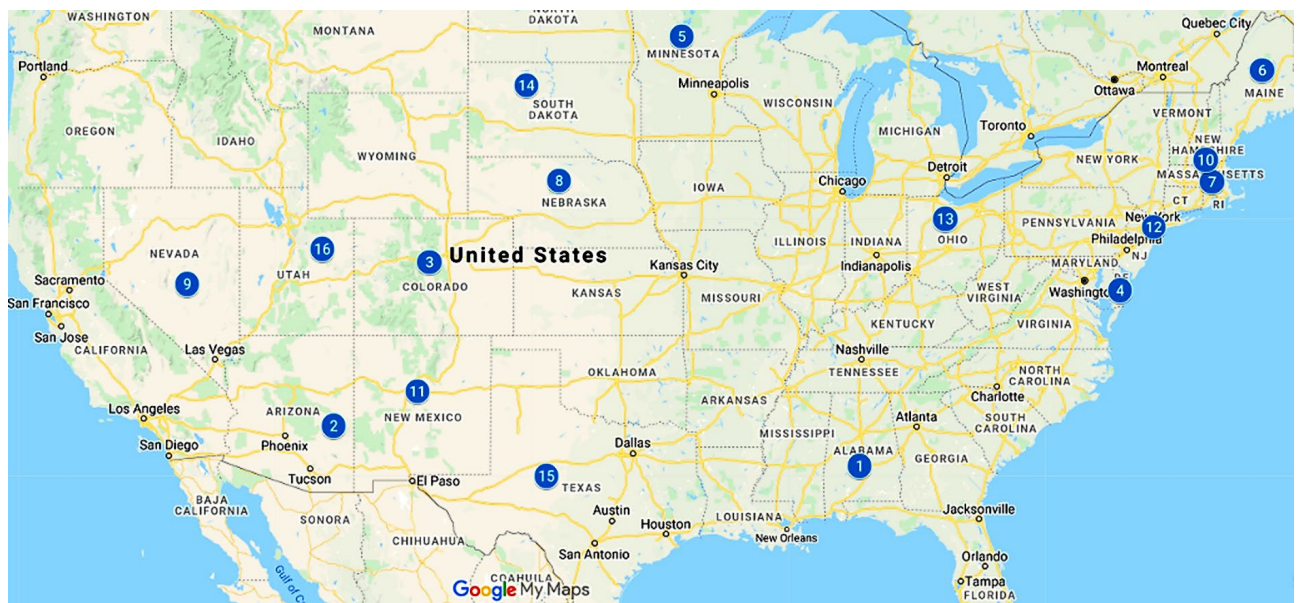 WASHINGTON
NORTH
DAKOTA
MONTANA
5
MINNESOTA
Quebec City
Portland
Montreal
6
MAINE
Ottawa
14
SOUTH
DAKOTA
Minneapolis
WISCONSIN
VERMONT
OREGON
IDAHO
MICHIGAN
Toronto
NEW
HAMPSHIRE
WYOMING
NEW YORK
10
Detroit
MASSACHUSETTS
7
8
NEBRASKA
IOWA
Chicago
CT
RI
13
OHIO
PENNSYLVANIA
New York
12
Philadelphia
NJ
NEVADA
16
UTAH
3
United States
COLORADO
ILLINOIS
INDIANA
Indianapolis
MARYLAND
DE
9
Sacramento
San Francisco
San Jose
CALIFORNIA
KANSAS
Kansas City
MISSOURI
WEST
VIRGINIA
Washington
4
KENTUCKY
VIRGINIA
Las Vegas
Nashville
TENNESSEE
OKLAHOMA
NORTH
CAROLINA
Charlotte
11
NEW MEXICO
ARKANSAS
Los Angeles
ARIZONA
2
Phoenix
San Diego
Tucson
El Paso
Dallas
MISSISSIPPI
Atlanta
SOUTH
CAROLINA
ALABAMA
1
GEORGIA
15
TEXAS
BAJA
CALIFORNIA
SONORA
CHIHUAHUA
Austin
San Antonio
Houston
LOUISIANA
New Orleans
Jacksonville
Orlando
Tampa
FLORIDA
Gulf of C
COAHUILA
Google My Maps